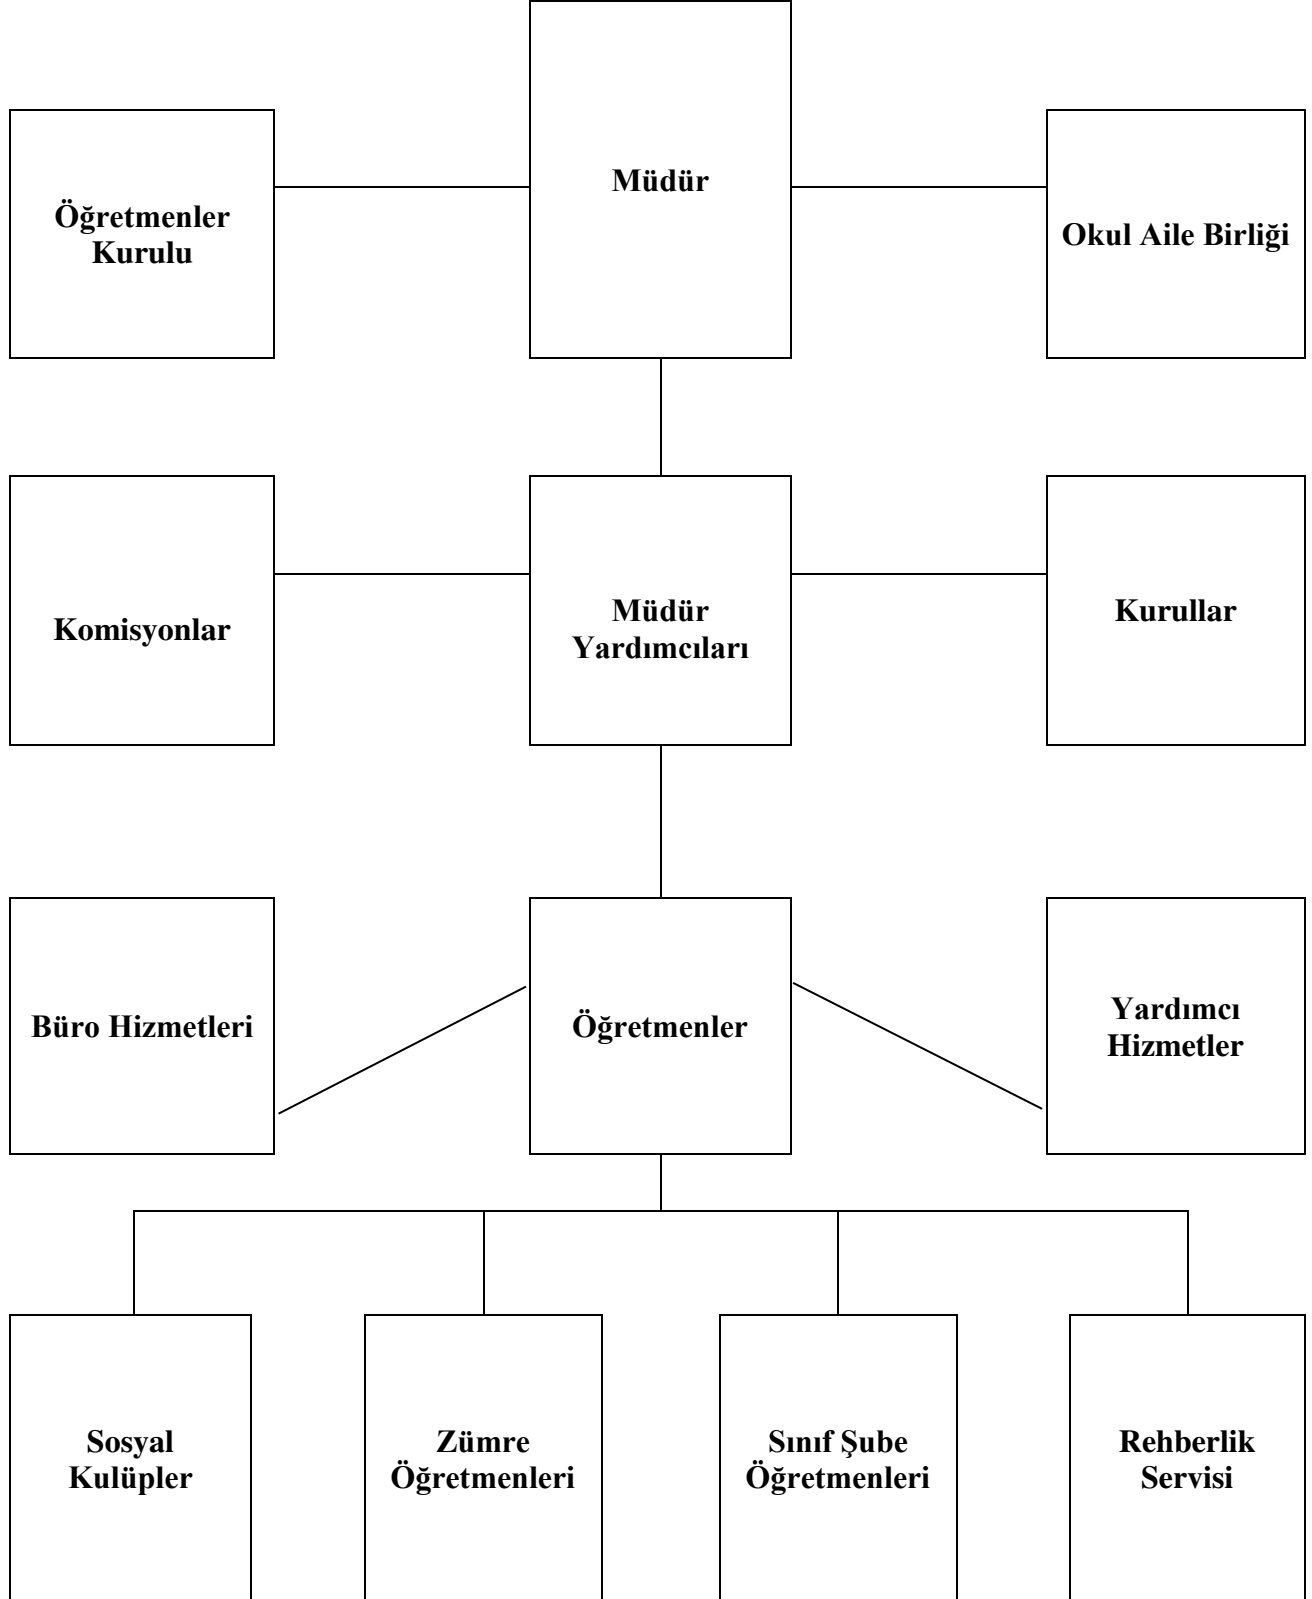 Müdür
Öğretmenler
Kurulu
Okul Aile Birliği
Komisyonlar
Müdür
Yardımcıları
Kurullar
Büro Hizmetleri
Öğretmenler
Yardımcı
Hizmetler
Sosyal
Kulüpler
Zümre
Öğretmenleri
Sınıf Şube
Öğretmenleri
Rehberlik
Servisi